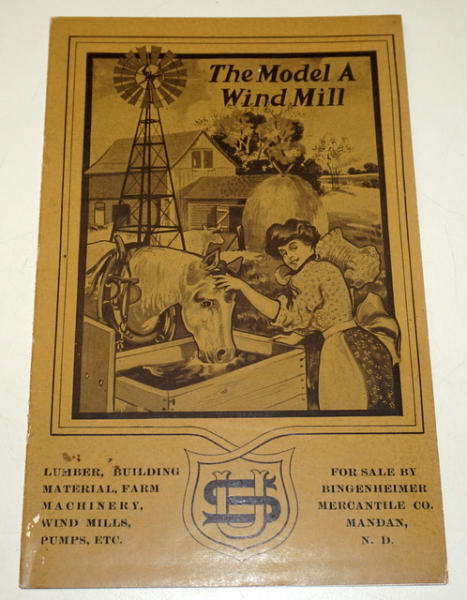 The Model A
Wind Mill
LUMBER, BUILDING
MATERIAL, FARM
MACHINERY,
WIND MILLS,
PUMPS, ETC.
US
FOR SALE BY
BINGENHEIMER
MERCANTILE CO.
MANDAN,
N. D.